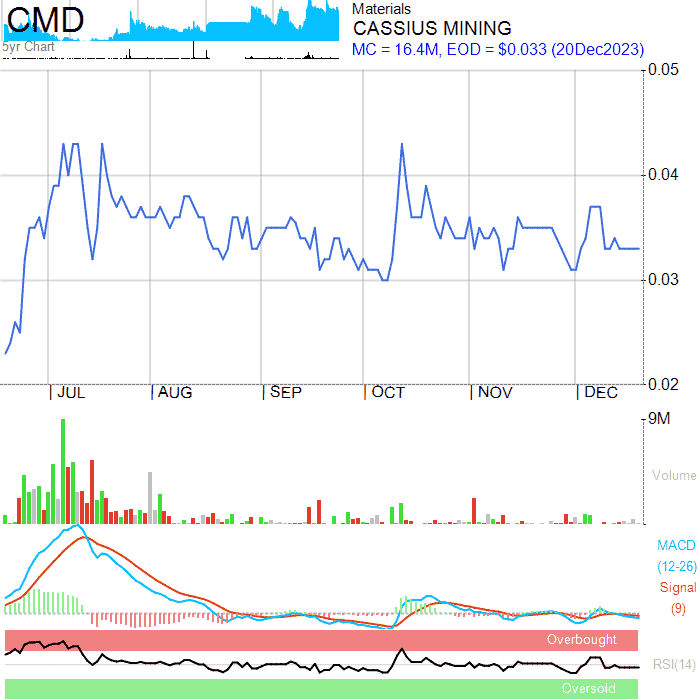 CMD
5yr Chart
Materials
CASSIUS MINING
MC = 16.4M, EOD = $0.033 (20Dec2023)
0.05
0.04
0.03
0.02
JUL AUG SEP OCT NOV DEC
9M
Volume
MACD
(12-26)
Signal
(9)
Overbought
RSI(14)
Oversold